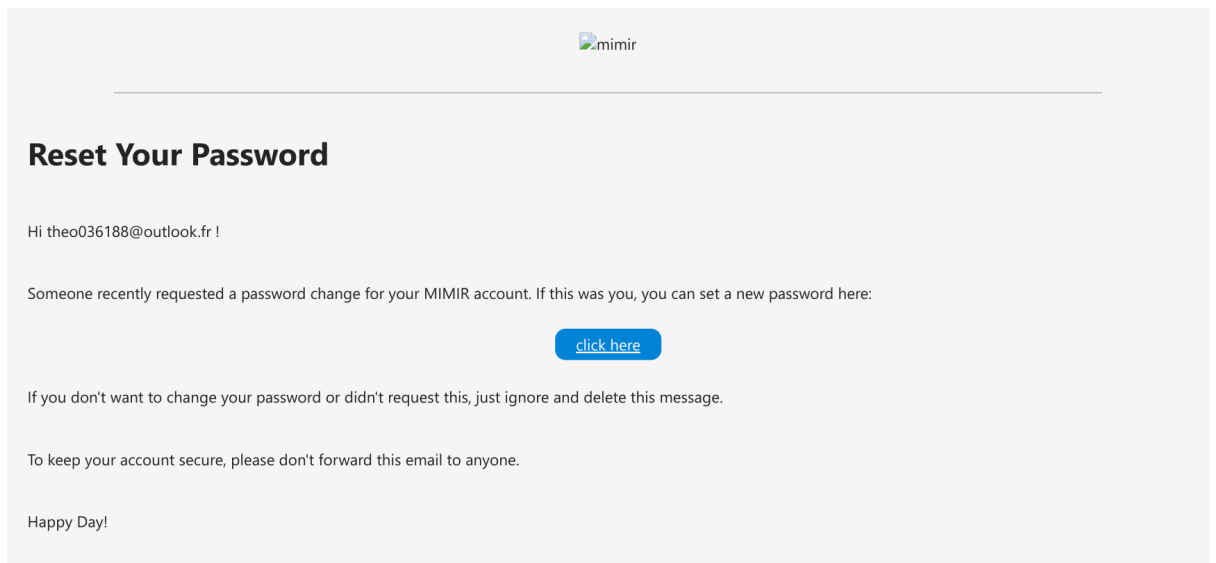 mimir
Reset Your Password
Hi theo036188@outlook.fr !
Someone recently requested a password change for your MIMIR account. If this was you, you can set a new password here:
click here
If you don't want to change your password or didn't request this, just ignore and delete this message.
To keep your account secure, please don't forward this email to anyone.
Happy Day!